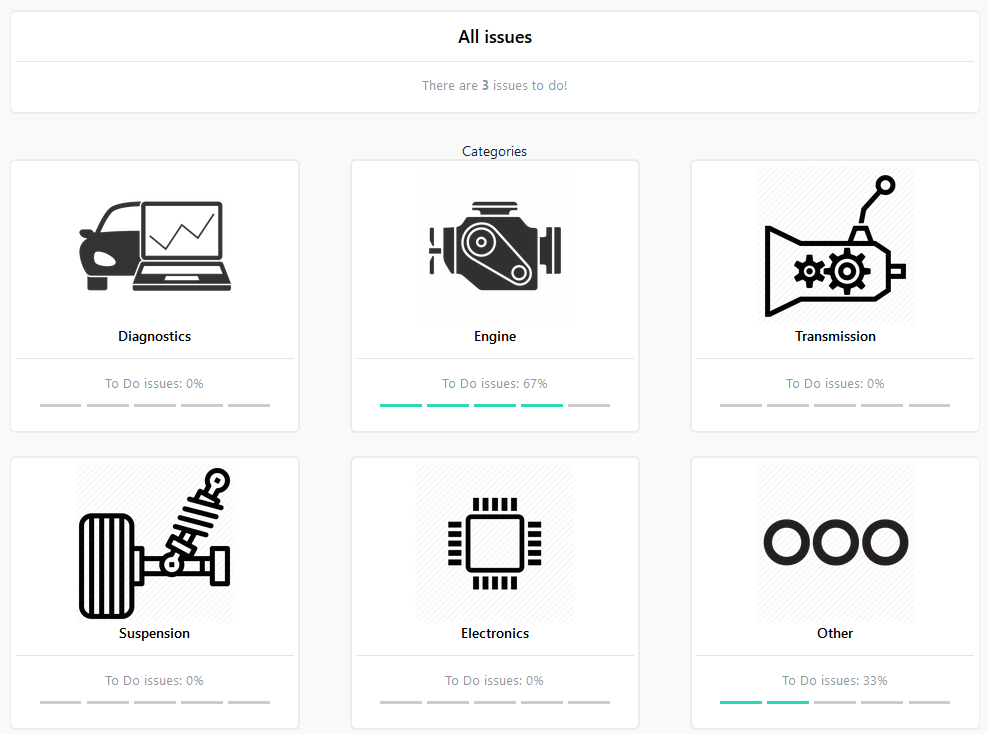 All issues
There are 3 issues to do!
Categories
Diagnostics
To Do issues: 0%
Engine
To Do issues: 67%
Transmission
To Do issues: 0%
Suspension
To Do issues: 0%
Electronics
To Do issues: 0%
Other
To Do issues: 33%